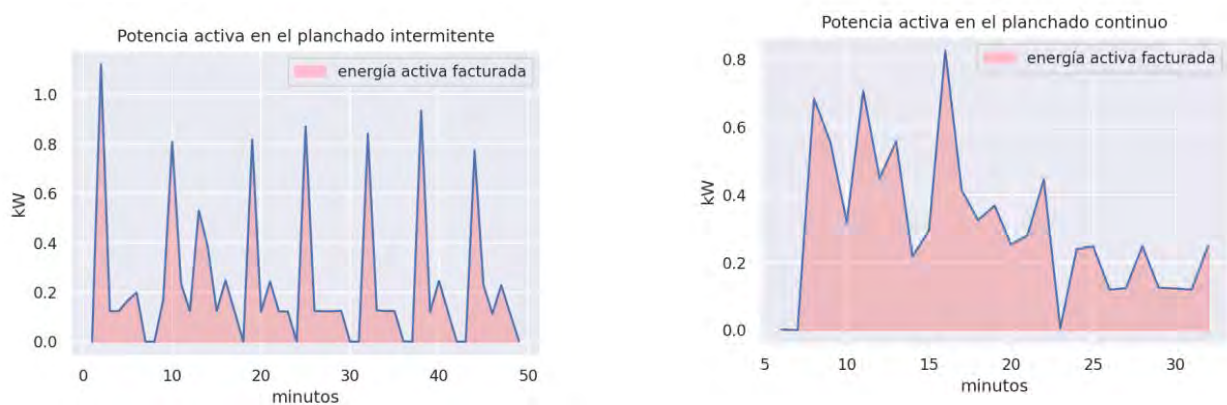 Potencia activa en el planchado intermitente
energía activa facturada
1.0
0.8
0.6
0.4
0.2
0.0
kW
0 10 20 30 40 50
minutos
Potencia activa en el planchado continuo
energía activa facturada
0.8
0.6
0.4
0.2
0.0
kW
5 10 15 20 25 30
minutos